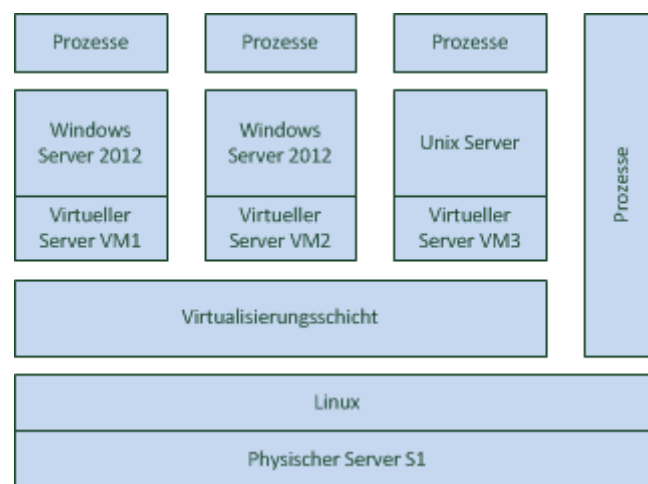 Prozesse
Prozesse
Prozesse
Windows
Server 2012
Windows
Server 2012
Unix Server
Virtueller
Server VM1
Virtueller
Server VM2
Virtueller
Server VM3
Prozesse
Virtualisierungsschicht
Linux
Physischer Server S1